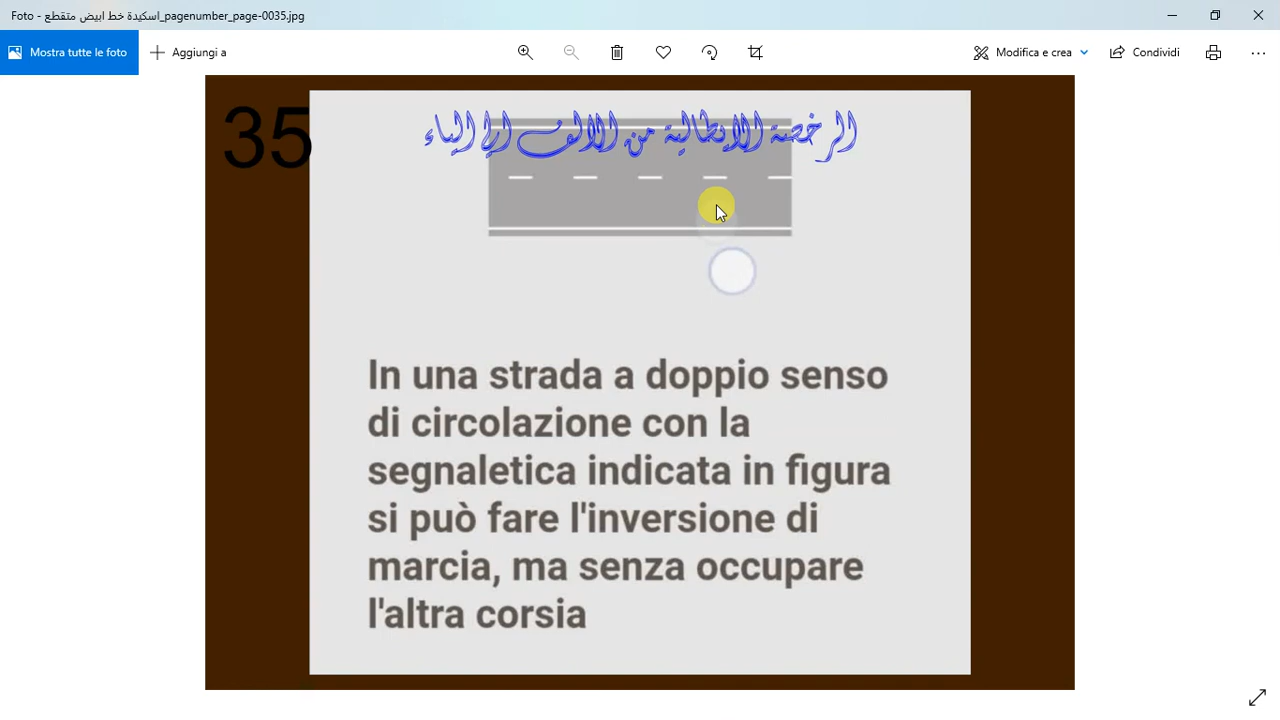 Foto - اسكيدة خط ابيض متقطع_pagenumber_page-0035.jpg
Mostra tutte le foto
Aggiungi a
Modifica e crea
Condividi
35
الرخصة الايطالية من الالف الى الياء
In una strada a doppio senso
di circolazione con la
segnaletica indicata in figura
si può fare l'inversione di
marcia, ma senza occupare
l'altra corsia